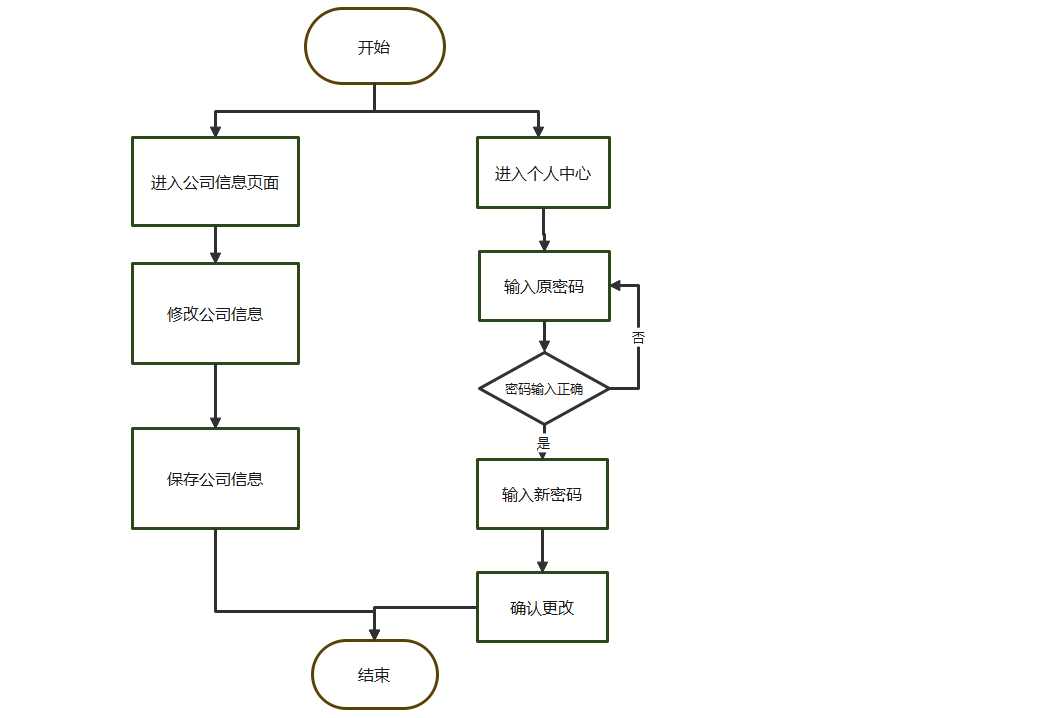 开始
进入公司信息页面
修改公司信息
保存公司信息
进入个人中心
输入原密码
否
密码输入正确
是
输入新密码
确认更改
结束